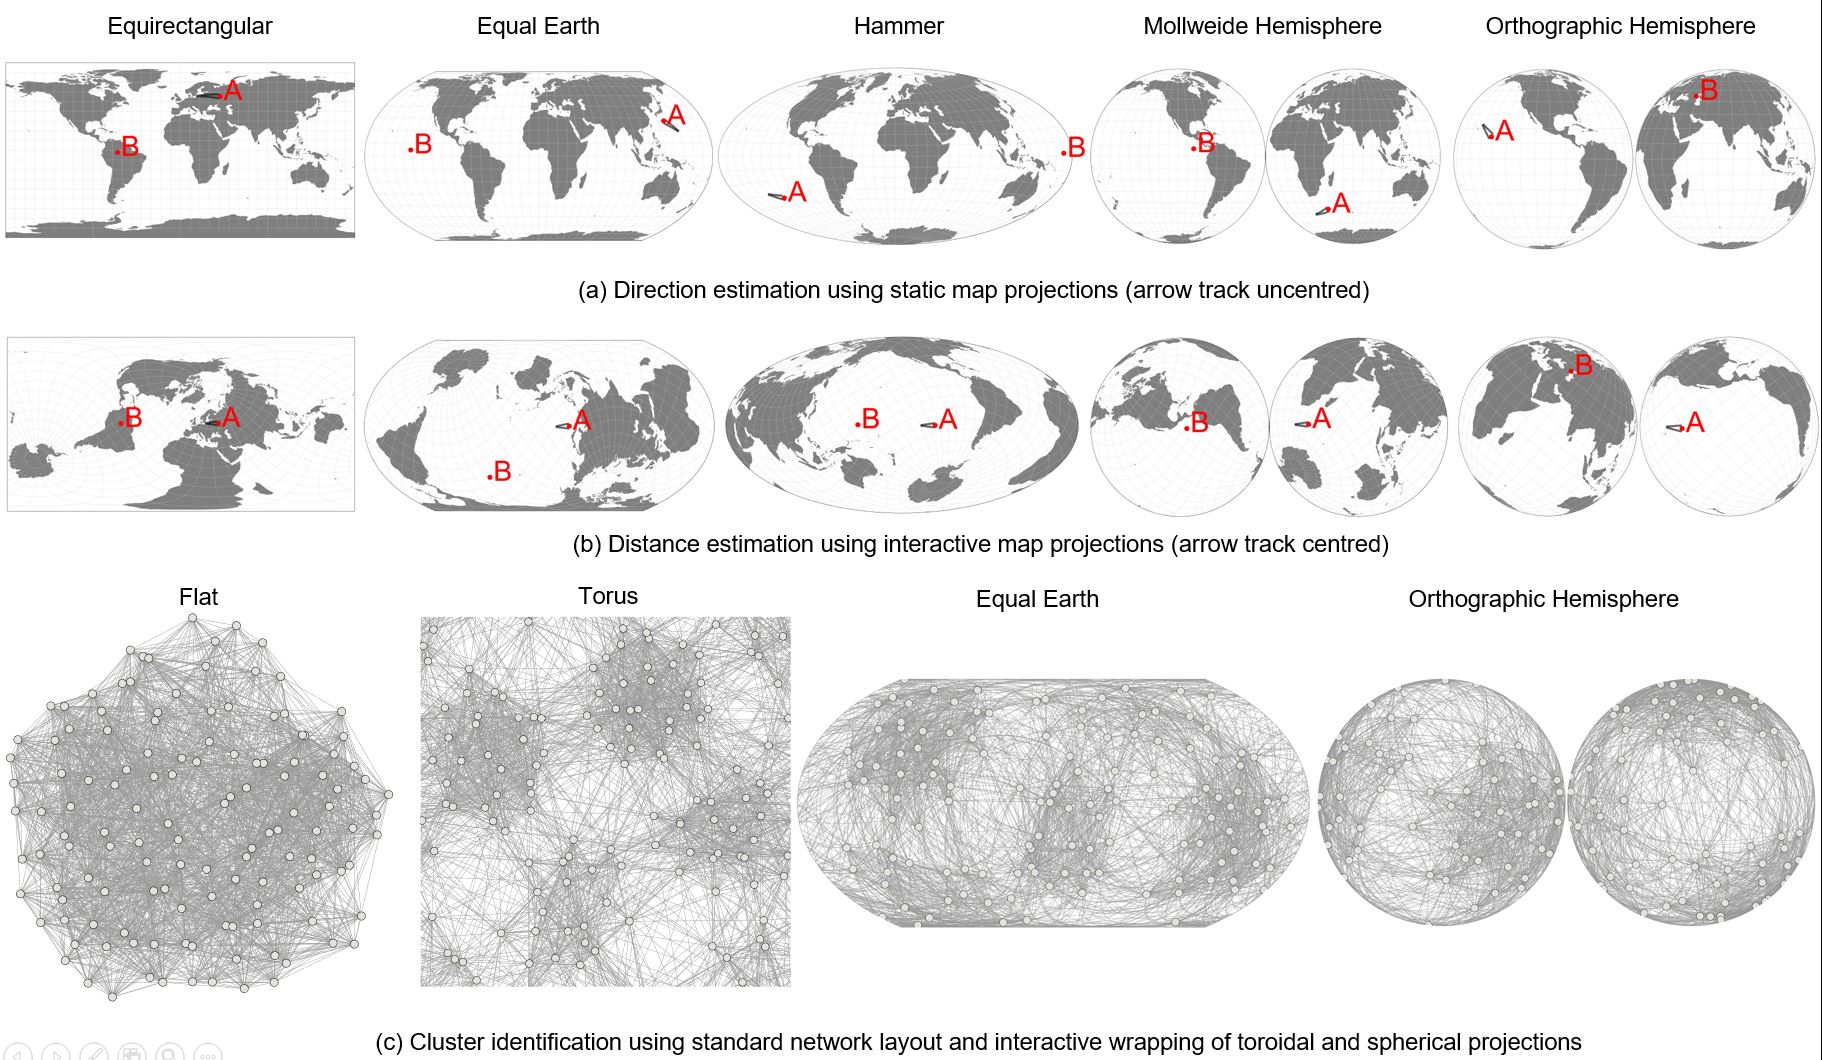 Equirectangular
Equal Earth
Hammer
Mollweide Hemisphere
Orthographic Hemisphere
A
B
A
B
A
B
B
A
A
B
(a) Direction estimation using static map projections (arrow track uncentred)
B
A
A
B
B
A
B
A
B
A
(b) Distance estimation using interactive map projections (arrow track centred)
Flat
Torus
Equal Earth
Orthographic Hemisphere
(c) Cluster identification using standard network layout and interactive wrapping of toroidal and spherical projections